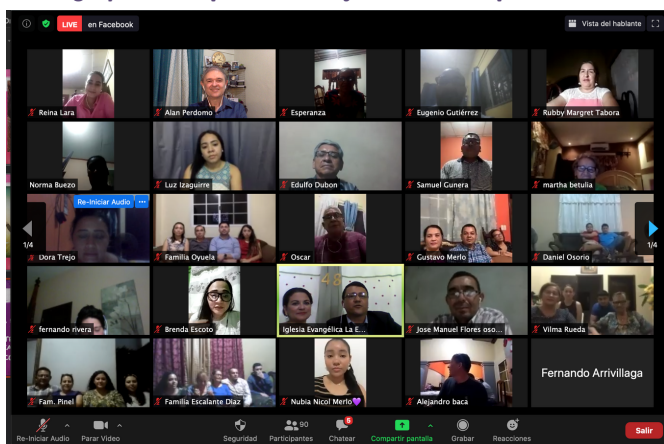 LIVE en Facebook
Vista del hablante
Reina Lara
Alan Perdomo
Esperanza
Eugenio Gutiérrez
Rubby Margret Tabora
Norma Buezo
Luz Izaguirre
Edulfo Dubon
Samuel Gunera
martha betulia
Re-Iniciar Audio ...
1/4
1/4
Dora Trejo
Familia Oyuela
Oscar
Gustavo Merlo
Daniel Osorio
48
fernando rivera
Brenda Escoto
Iglesia Evangélica La E...
Jose Manuel Flores oso...
Vilma Rueda
Fernando Arrivillaga
Fam. Pinel
Familia Escalante Diaz
Nubia Nicol Merlo💜
Alejandro baca
90
6
Re-Iniciar Audio
Parar Video
Seguridad
Participantes
Chatear
Compartir pantalla
Grabar
Reacciones
Salir